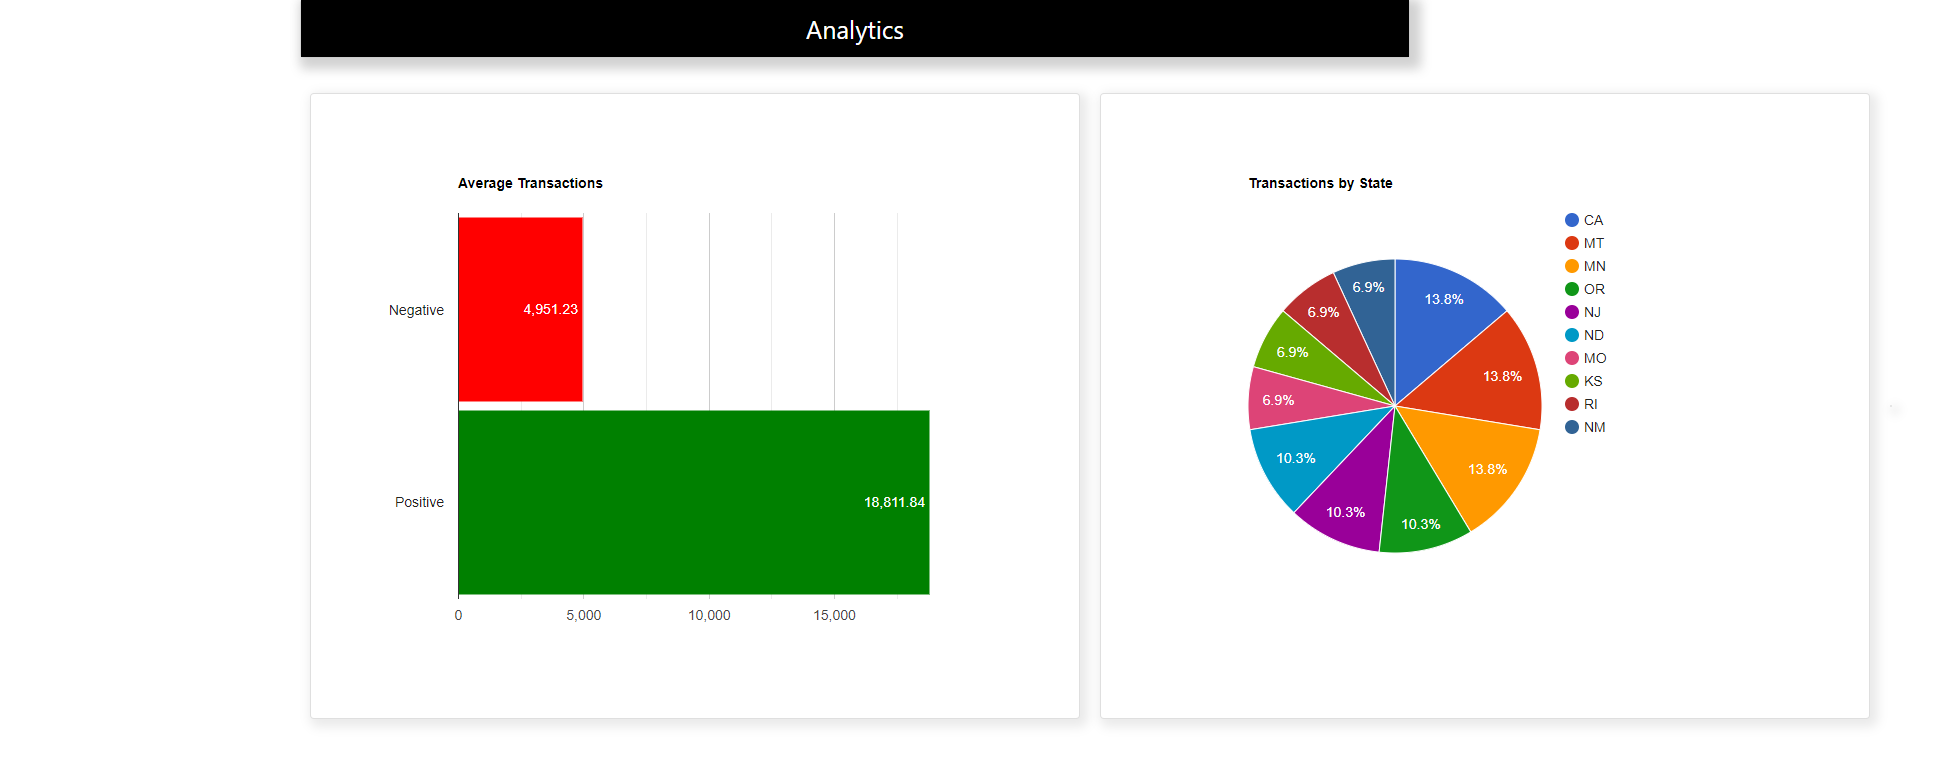 Analytics
Average Transactions
Negative
4,951.23
Positive
18,811.84
0 5,000 10,000 15,000
Transactions by State
CA
MT
MN
OR
NJ
ND
MO
KS
RI
NM
13.8%
13.8%
13.8%
10.3%
10.3%
10.3%
6.9%
6.9%
6.9%
6.9%